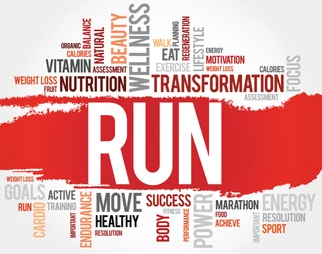 WELLNESS
BALANCE
NATURAL
BEAUTY
ORGANIC
CALORIES
VITAMIN
ASSESSMENT
WEIGHT LOSS
FRUIT
NUTRITION
WALK
PLANNING
EAT
REGENERATION
LIFESTYLE
EXERCISE
ENERGY
MOTIVATION
WEIGHT LOSS
CALORIES
FOCUS
TRANSFORMATION
ASSESSMENT
RUN
WEIGHT LOSS
GOALS
ACTIVE
RUN
TRAINING
CARDIO
IMPORTANT
ENDURANCE
MOVE
HEALTHY
RESOLUTION
SUCCESS
FITNESS
BODY
PERFORMANCE
POWER
MARATHON
FOOD
ACHIEVE
IMPORTANT
ENERGY
RESOLUTION
SPORT